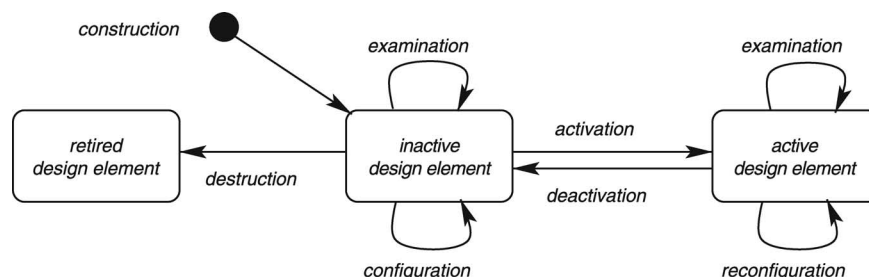 construction
examination
examination
retired
design element
inactive
design element
activation
active
design element
destruction
deactivation
configuration
reconfiguration